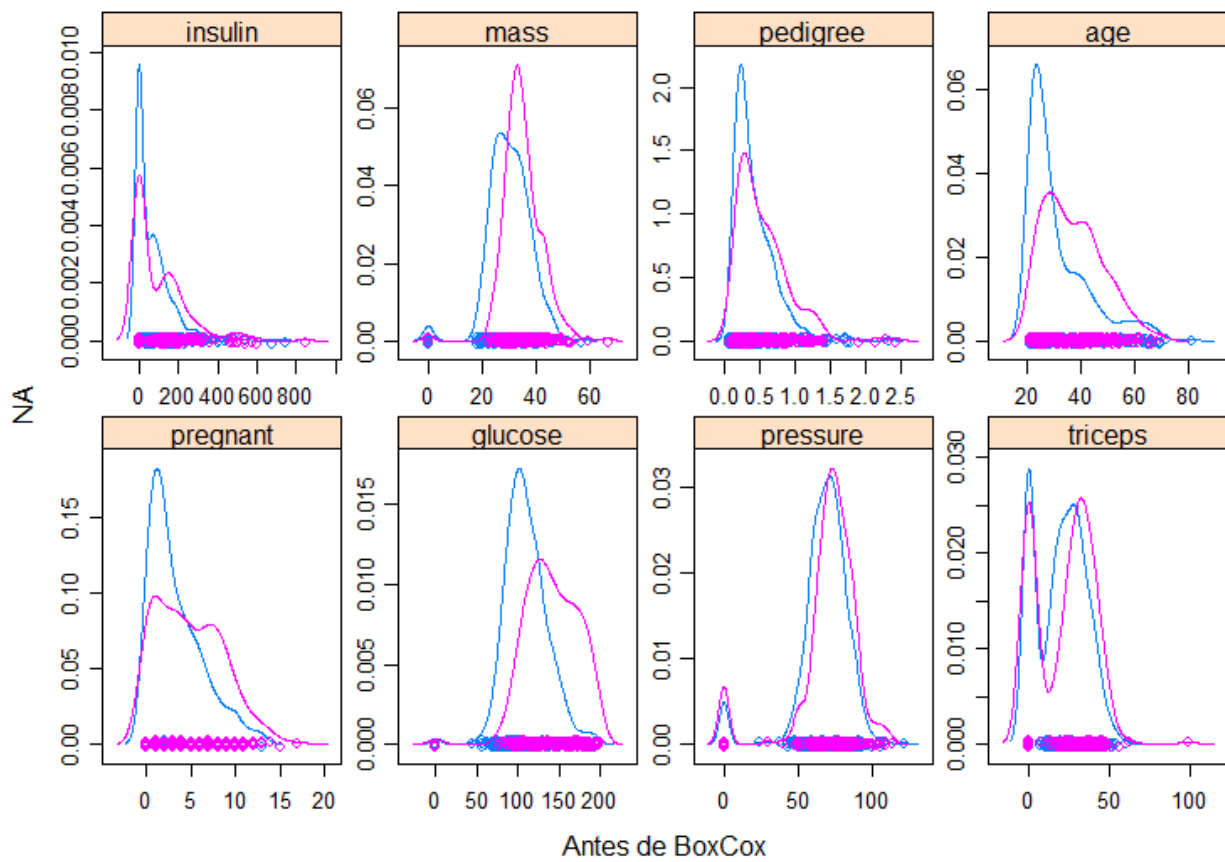 insulin
mass
pedigree
age
0.000 0.002 0.004 0.006 0.008 0.010
0.00 0.02 0.04 0.06
0.0 0.5 1.0 1.5 2.0
0.00 0.02 0.04 0.06
0 200 400 600 800
0 20 40 60
0.0 0.5 1.0 1.5 2.0 2.5
20 40 60 80
NA
pregnant
glucose
pressure
triceps
0.00 0.05 0.10 0.15
0.000 0.005 0.010 0.015
0.00 0.01 0.02 0.03
0.000 0.010 0.020 0.030
0 5 10 15 20
0 50 100 200
0 50 100
0 50 100
Antes de BoxCox